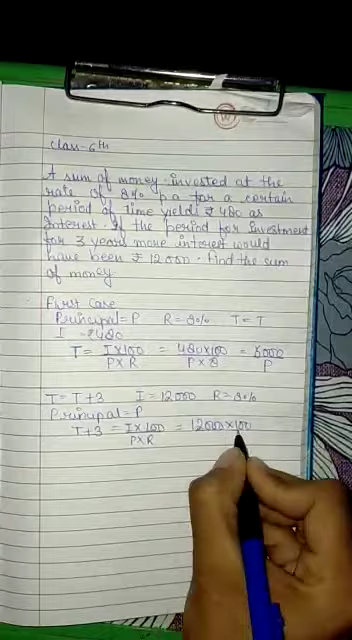 Class-6th
A sum of money invested at the
rate of 8% p a for a certain
period of time yields ₹ 480 as
Interest. If the period for Investment
for 3 years more interest would
have been ₹ 12000. find the sum
of money
First Case
Principal = P R = 8% T = T
I = ₹480
T = I×100 / P×R = 480×100 / P×8 = 6000 / P
T = T+3 I = 12000 R = 8%
Principal = P
T+3 = I×100 / P×R = 12000×100